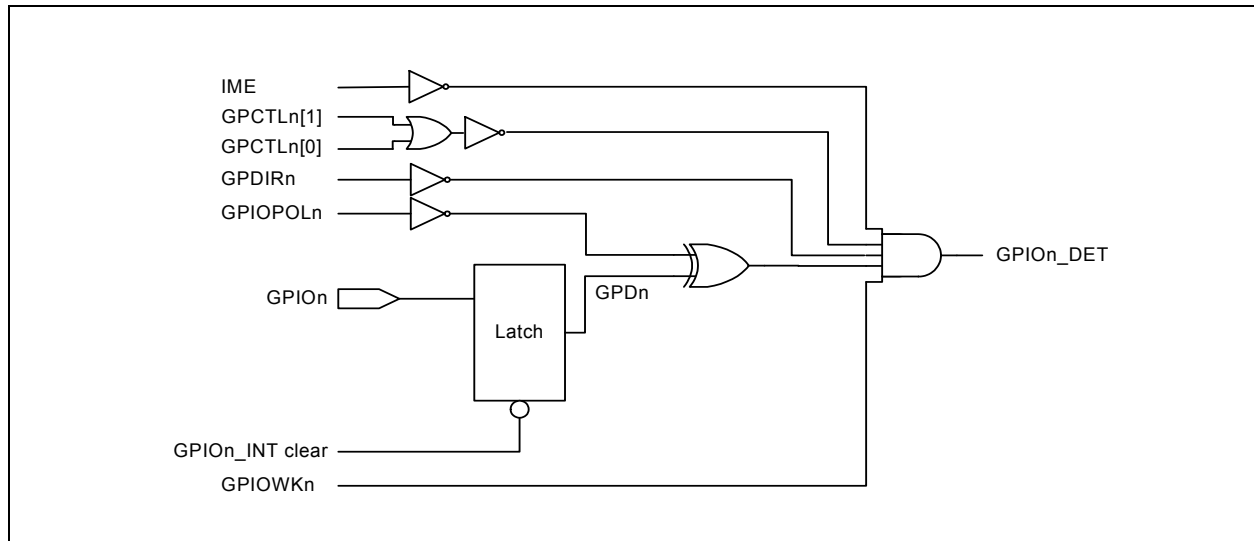 IME
GPCTLn[1]
GPCTLn[0]
GPDIRn
GPIOPOLn
GPIOn_DET
GPIOn
GPDn
Latch
GPIOn_INT clear
GPIOWKn